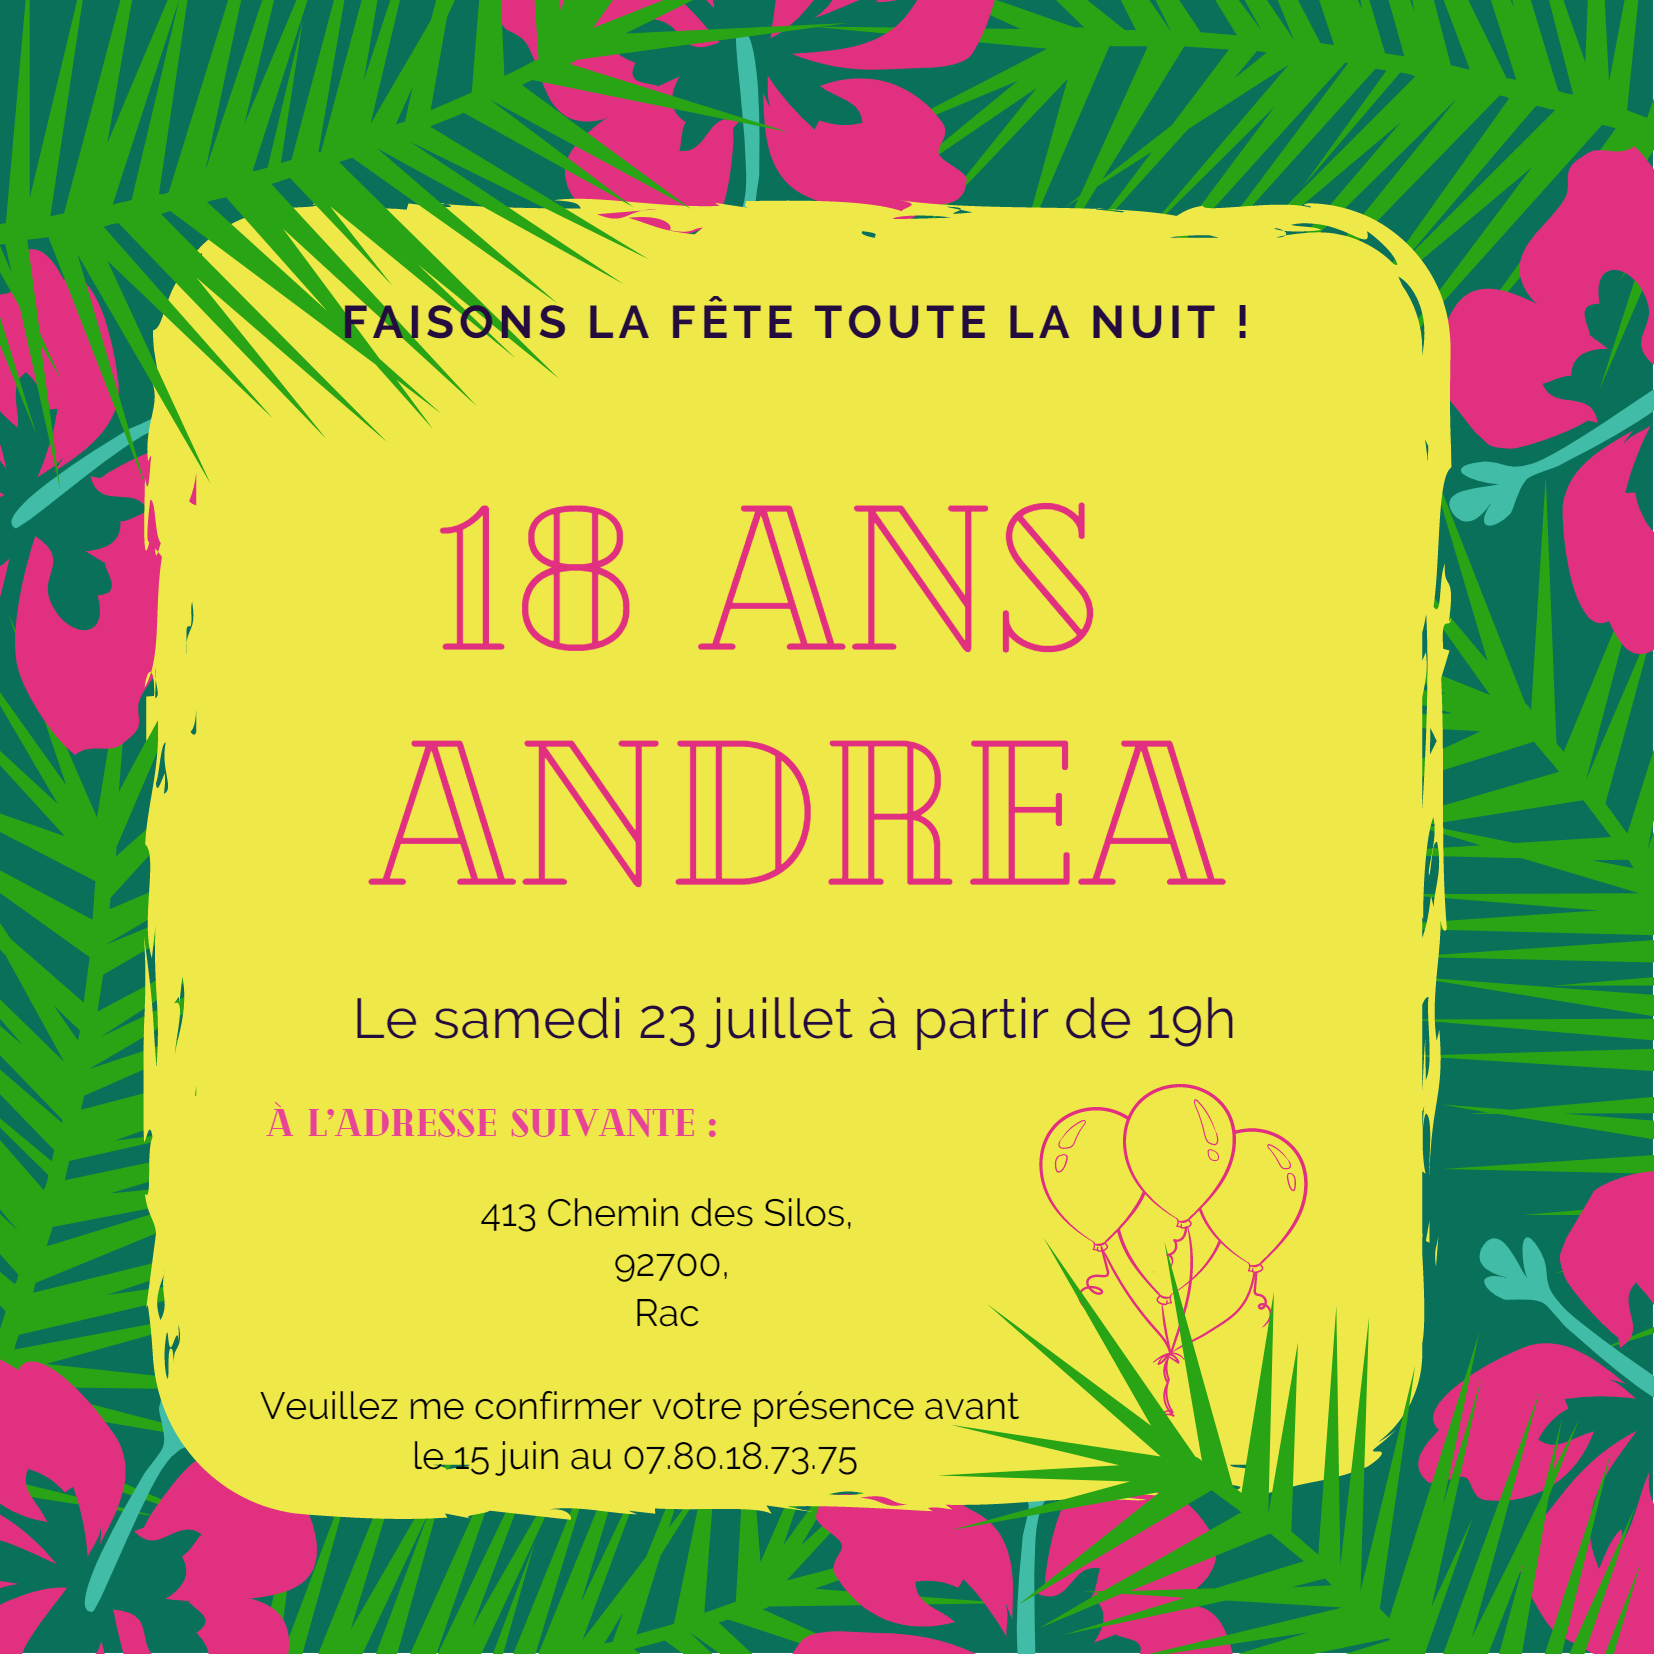 FAISONS LA FÊTE TOUTE LA NUIT !
18 ANS
ANDREA
Le samedi 23 juillet à partir de 19h
À L'ADRESSE SUIVANTE :
413 Chemin des Silos,
92700,
Rac
Veuillez me confirmer votre présence avant
le 15 juin au 07.80.18.73.75